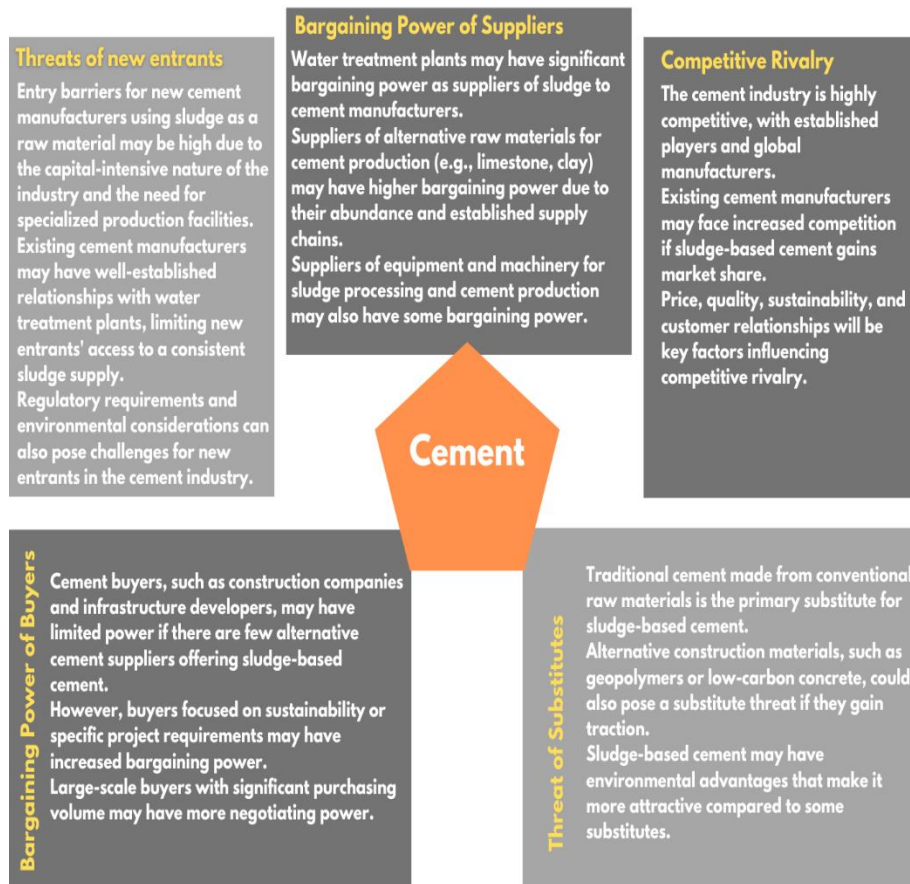 Threats of new entrants
Entry barriers for new cement
manufacturers using sludge as a
raw material may be high due to
the capital-intensive nature of the
industry and the need for
specialized production facilities.
Existing cement manufacturers
may have well-established
relationships with water
treatment plants, limiting new
entrants' access to a consistent
sludge supply.
Regulatory requirements and
environmental considerations can
also pose challenges for new
entrants in the cement industry.
Bargaining Power of Suppliers
Water treatment plants may have significant
bargaining power as suppliers of sludge to
cement manufacturers.
Suppliers of alternative raw materials for
cement production (e.g., limestone, clay)
may have higher bargaining power due to
their abundance and established supply
chains.
Suppliers of equipment and machinery for
sludge processing and cement production
may also have some bargaining power.
Competitive Rivalry
The cement industry is highly
competitive, with established
players and global
manufacturers.
Existing cement manufacturers
may face increased competition
if sludge-based cement gains
market share.
Price, quality, sustainability, and
customer relationships will be
key factors influencing
competitive rivalry.
Cement
Bargaining Power of Buyers
Cement buyers, such as construction companies
and infrastructure developers, may have
limited power if there are few alternative
cement suppliers offering sludge-based
cement.
However, buyers focused on sustainability or
specific project requirements may have
increased bargaining power.
Large-scale buyers with significant purchasing
volume may have more negotiating power.
Threat of Substitutes
Traditional cement made from conventional
raw materials is the primary substitute for
sludge-based cement.
Alternative construction materials, such as
geopolymers or low-carbon concrete, could
also pose a substitute threat if they gain
traction.
Sludge-based cement may have
environmental advantages that make it
more attractive compared to some
substitutes.